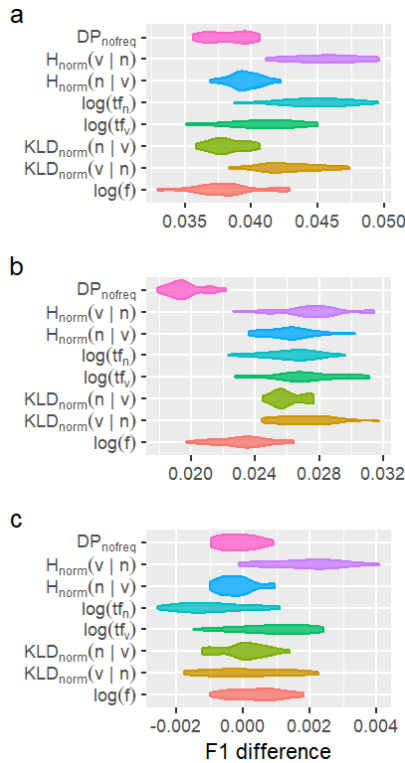 a
DPnofreq
Hnorm(v | n)
Hnorm(n | v)
log(tfn)
log(tfv)
KLDnorm(n | v)
KLDnorm(v | n)
log(f)
0.035 0.040 0.045 0.050
b
DPnofreq
Hnorm(v | n)
Hnorm(n | v)
log(tfn)
log(tfv)
KLDnorm(n | v)
KLDnorm(v | n)
log(f)
0.020 0.024 0.028 0.032
c
DPnofreq
Hnorm(v | n)
Hnorm(n | v)
log(tfn)
log(tfv)
KLDnorm(n | v)
KLDnorm(v | n)
log(f)
-0.002 0.000 0.002 0.004
F1 difference